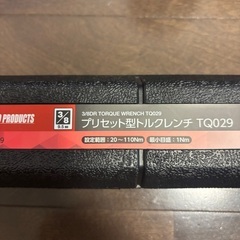 PRODUCTS
3/8
3/8DR TORQUE WRENCH TQ029
プリセット型トルクレンチ TQ029
設定範囲：20〜110Nm
最小目盛：1Nm